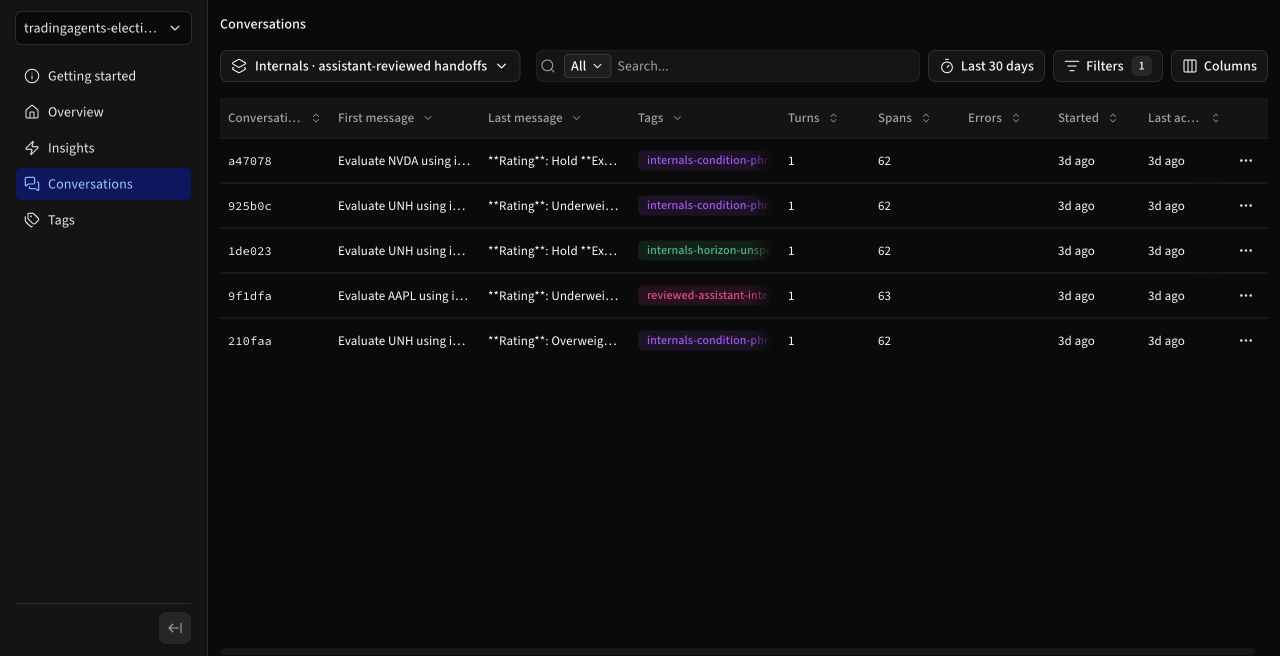 tradingagents-electi…
Getting started
Overview
Insights
Conversations
Tags
Conversations
Internals · assistant-reviewed handoffs
All
Search...
Last 30 days
Filters 1
Columns
Conversati… First message Last message Tags Turns Spans Errors Started Last ac…
a47078 Evaluate NVDA using i… **Rating**: Hold **Ex… internals-condition-phr 1 62 3d ago 3d ago
925b0c Evaluate UNH using i… **Rating**: Underwei… internals-condition-phr 1 62 3d ago 3d ago
1de023 Evaluate UNH using i… **Rating**: Hold **Ex… internals-horizon-unspe 1 62 3d ago 3d ago
9f1dfa Evaluate AAPL using i… **Rating**: Underwei… reviewed-assistant-inte 1 63 3d ago 3d ago
210faa Evaluate UNH using i… **Rating**: Overweig… internals-condition-phr 1 62 3d ago 3d ago